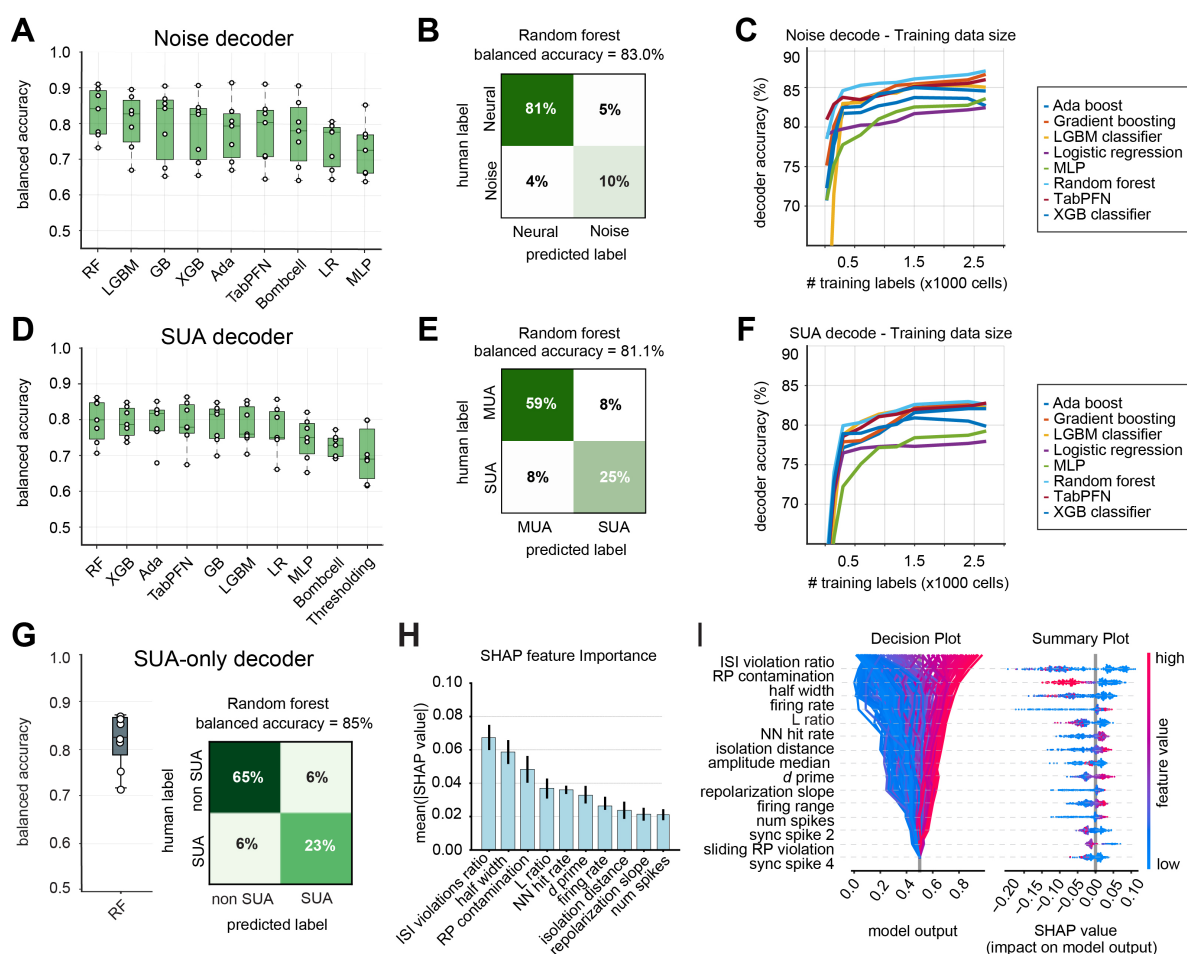 A
Noise decoder
balanced accuracy
1.0
0.9
0.8
0.7
0.6
0.5
RF
LGBM
GB
XGB
Ada
TabPFN
Bombcell
LR
MLP
B
Random forest
balanced accuracy = 83.0%
human label
Neural
Noise
81%
5%
4%
10%
Neural
Noise
predicted label
C
Noise decode - Training data size
decoder accuracy (%)
90
85
80
75
70
0.5
1.5
2.5
# training labels (x1000 cells)
Ada boost
Gradient boosting
LGBM classifier
Logistic regression
MLP
Random forest
TabPFN
XGB classifier
D
SUA decoder
balanced accuracy
1.0
0.9
0.8
0.7
0.6
0.5
RF
XGB
Ada
TabPFN
GB
LGBM
LR
MLP
Bombcell
Thresholding
E
Random forest
balanced accuracy = 81.1%
human label
MUA
SUA
59%
8%
8%
25%
MUA
SUA
predicted label
F
SUA decode - Training data size
decoder accuracy (%)
90
85
80
75
70
0.5
1.5
2.5
# training labels (x1000 cells)
Ada boost
Gradient boosting
LGBM classifier
Logistic regression
MLP
Random forest
TabPFN
XGB classifier
G
SUA-only decoder
balanced accuracy
1.0
0.9
0.8
0.7
0.6
0.5
RF
Random forest
balanced accuracy = 85%
human label
non SUA
SUA
65%
6%
6%
23%
non SUA
SUA
predicted label
H
SHAP feature Importance
mean(|SHAP value|)
0.10
0.08
0.06
0.04
0.02
0.00
ISI violations ratio
half width
RP contamination
L ratio
NN hit rate
d prime
firing rate
isolation distance
repolarization slope
num spikes
I
Decision Plot
Summary Plot
ISI violation ratio
RP contamination
half width
firing rate
L ratio
NN hit rate
isolation distance
amplitude median
d prime
repolarization slope
firing range
num spikes
sync spike 2
sliding RP violation
sync spike 4
0.0
0.2
0.4
0.6
0.8
model output
−0.20
−0.15
−0.10
−0.05
0.00
0.05
0.10
SHAP value
(impact on model output)
high
feature value
low